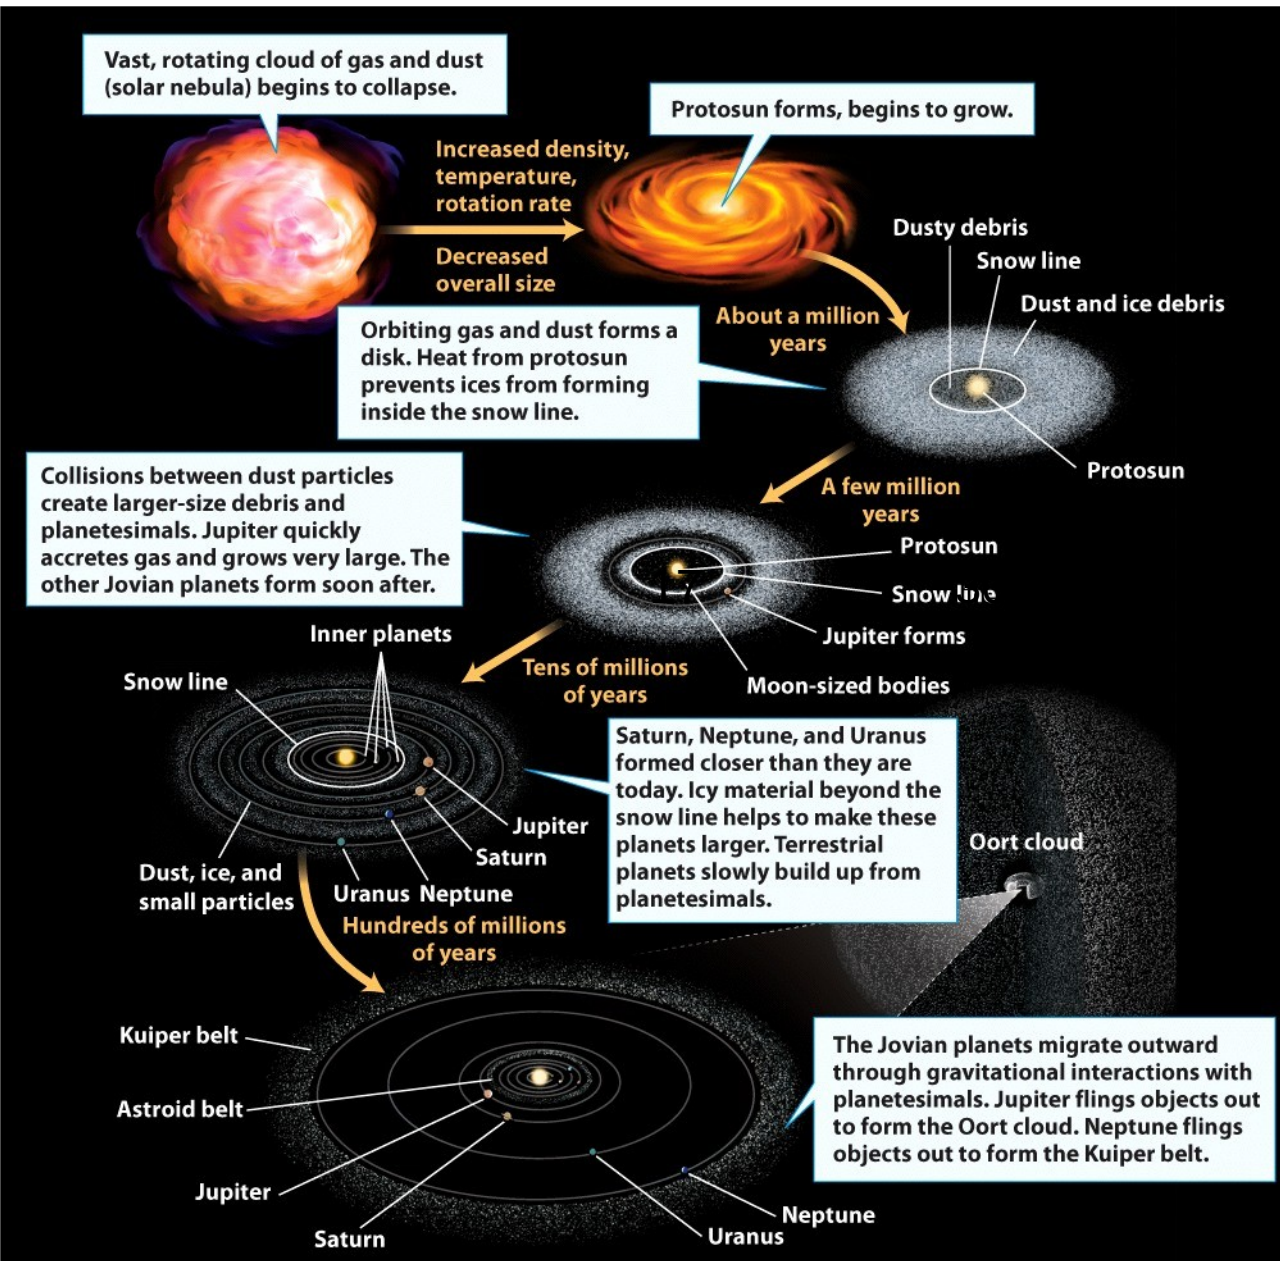 Vast, rotating cloud of gas and dust
(solar nebula) begins to collapse.
Protosun forms, begins to grow.
Increased density,
temperature,
rotation rate
Decreased
overall size
Dusty debris
Snow line
Dust and ice debris
About a million
years
Orbiting gas and dust forms a
disk. Heat from protosun
prevents ices from forming
inside the snow line.
Protosun
Collisions between dust particles
create larger-size debris and
planetesimals. Jupiter quickly
accretes gas and grows very large. The
other Jovian planets form soon after.
A few million
years
Protosun
Snow line
Jupiter forms
Moon-sized bodies
Inner planets
Snow line
Tens of millions
of years
Saturn, Neptune, and Uranus
formed closer than they are
today. Icy material beyond the
snow line helps to make these
planets larger. Terrestrial
planets slowly build up from
planetesimals.
Jupiter
Saturn
Uranus Neptune
Dust, ice, and
small particles
Oort cloud
Hundreds of millions
of years
Kuiper belt
Astroid belt
Jupiter
Saturn
The Jovian planets migrate outward
through gravitational interactions with
planetesimals. Jupiter flings objects out
to form the Oort cloud. Neptune flings
objects out to form the Kuiper belt.
Neptune
Uranus